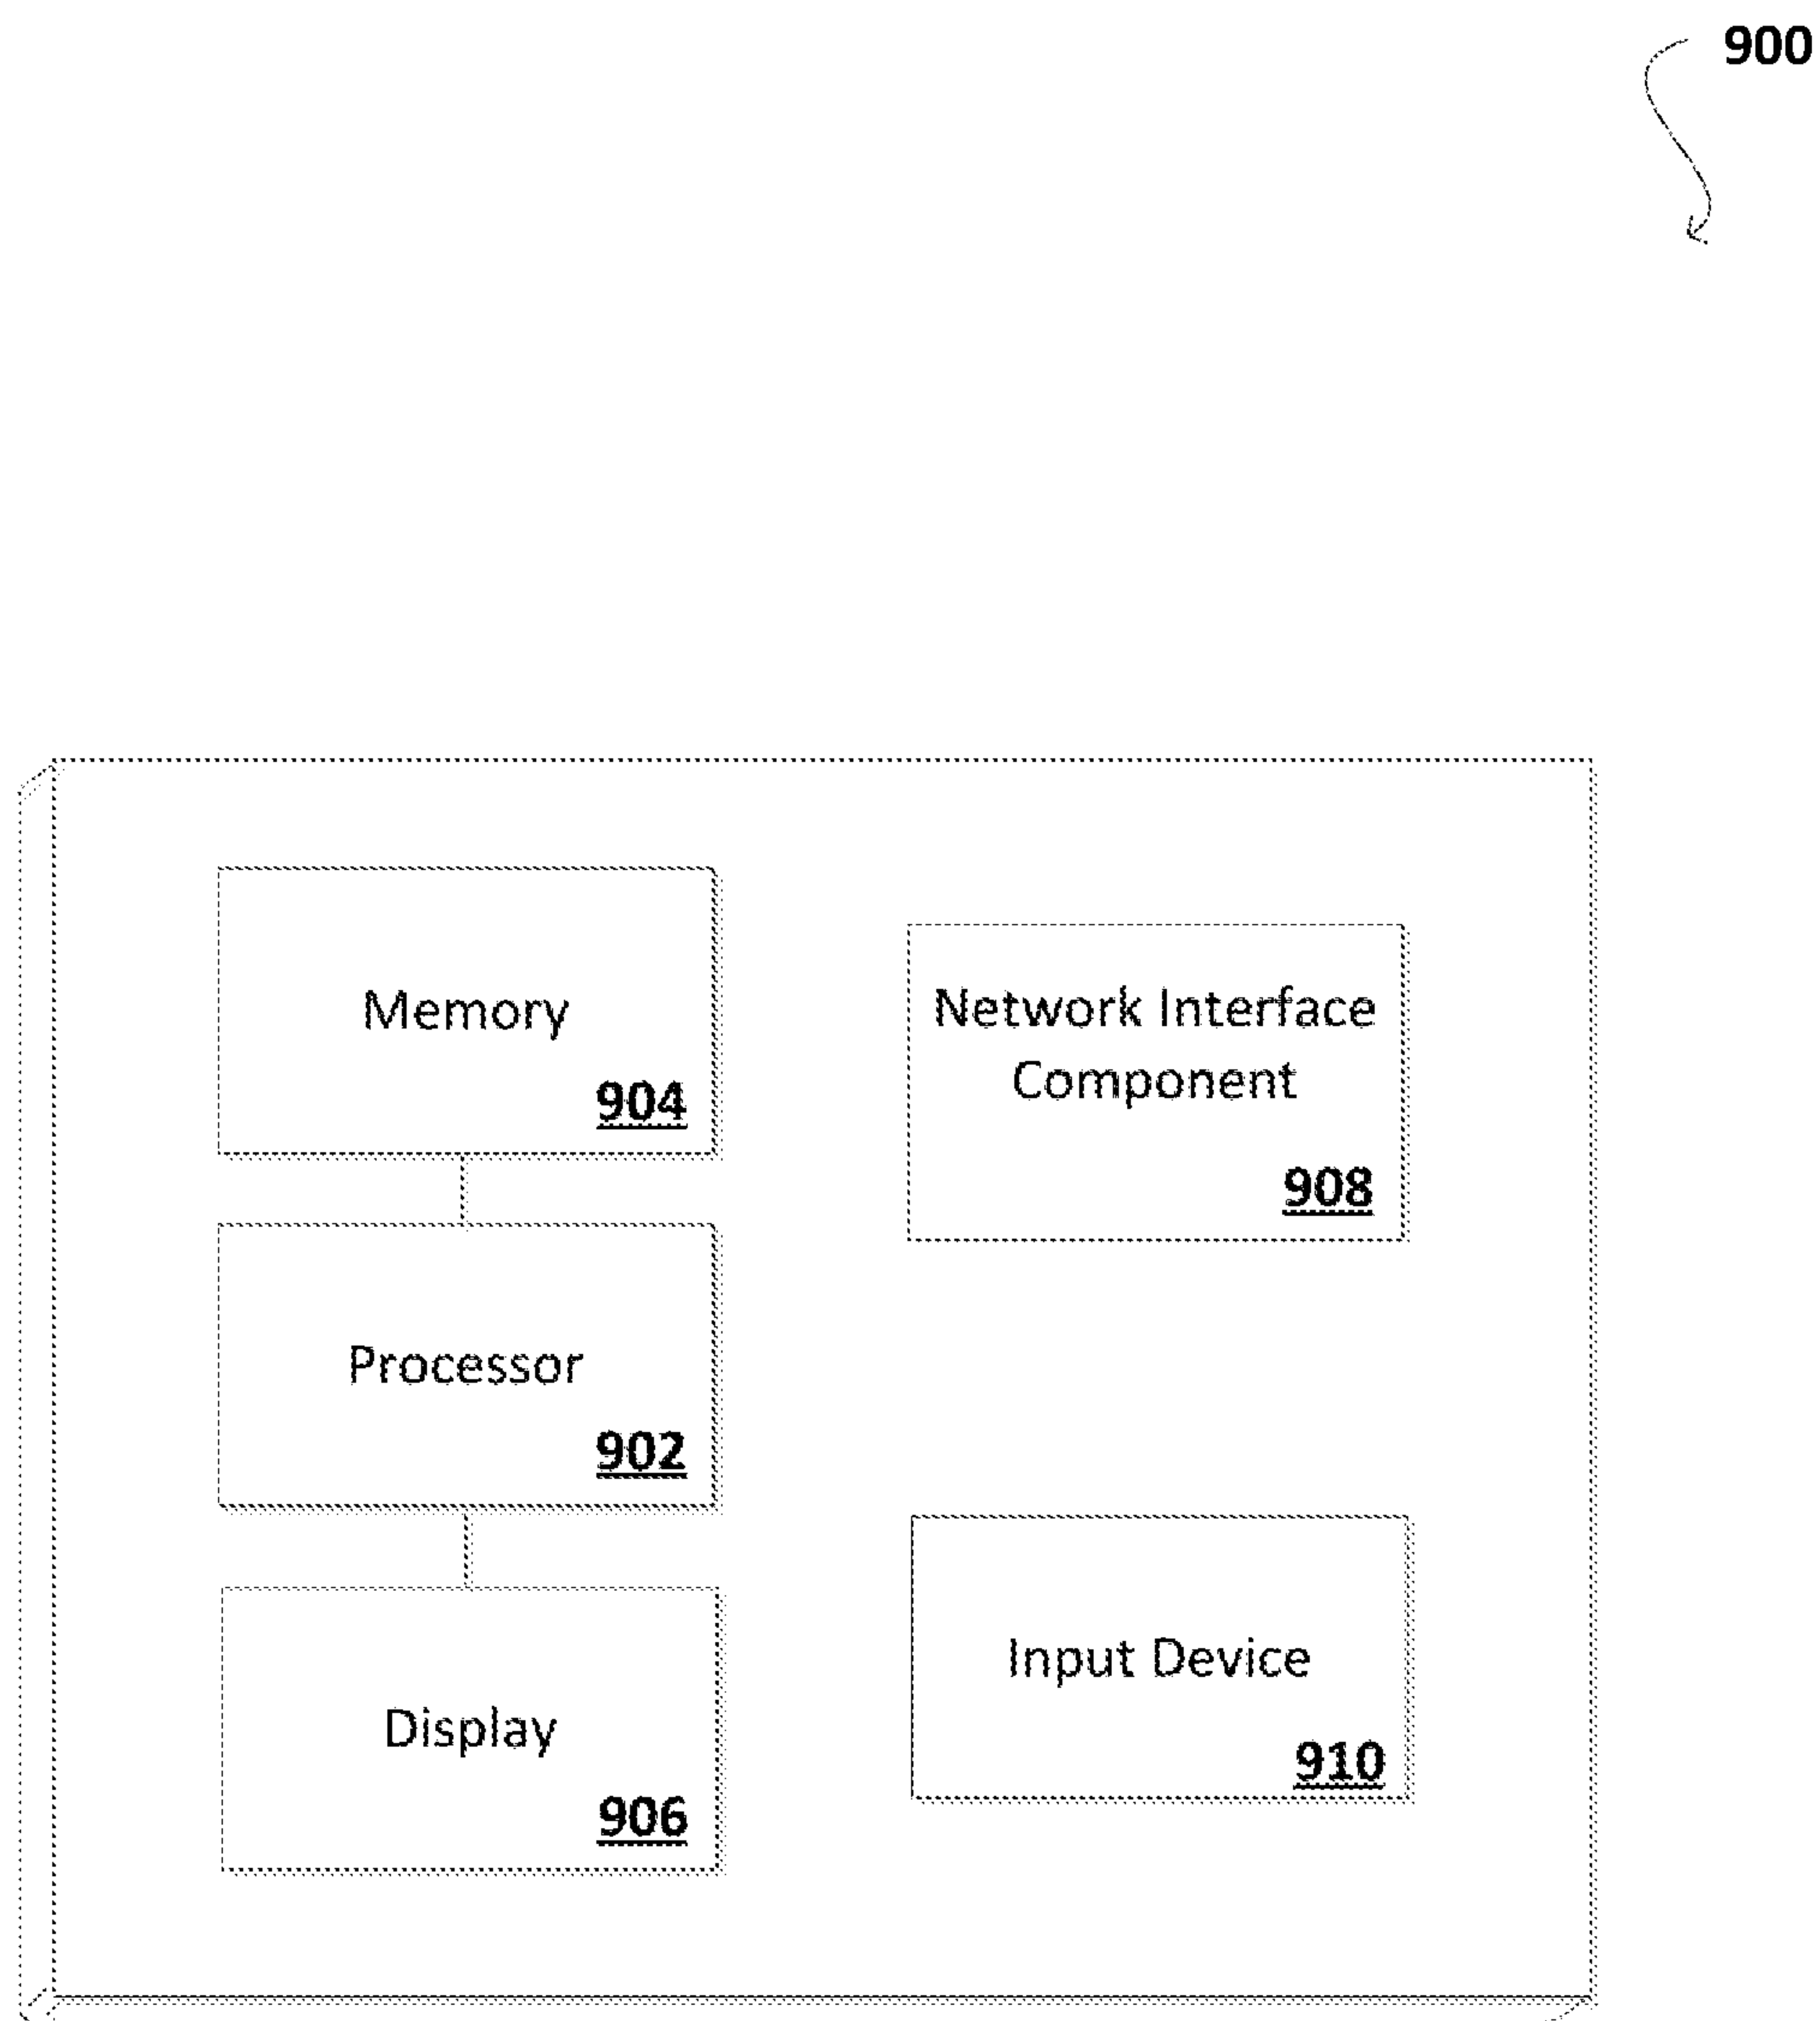 900
Memory
904
Network Interface
Component
908
Processor
902
Input Device
910
Display
906